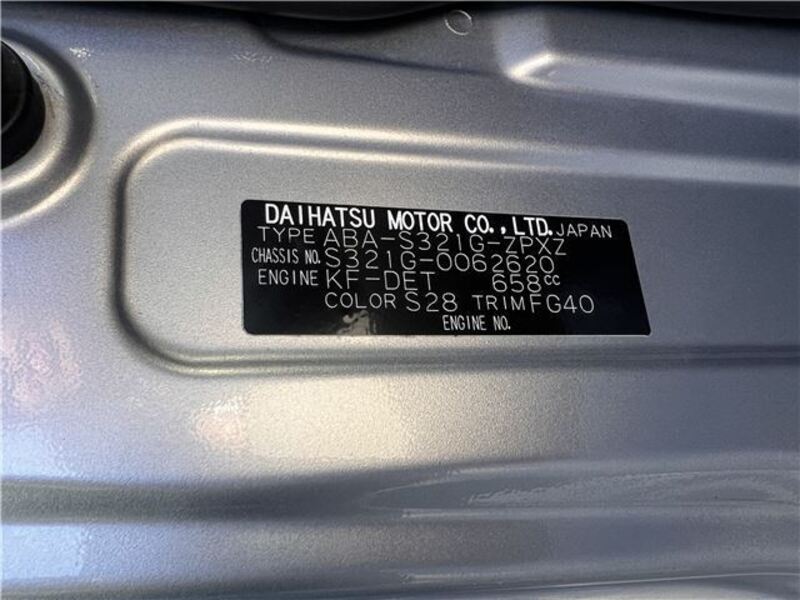 DAIHATSU MOTOR CO., LTD. JAPAN
TYPE ABA-S321G-ZPXZ
CHASSIS NO. S321G-0062620
ENGINE KF-DET 658cc
COLOR S28 TRIM FG40
ENGINE NO.